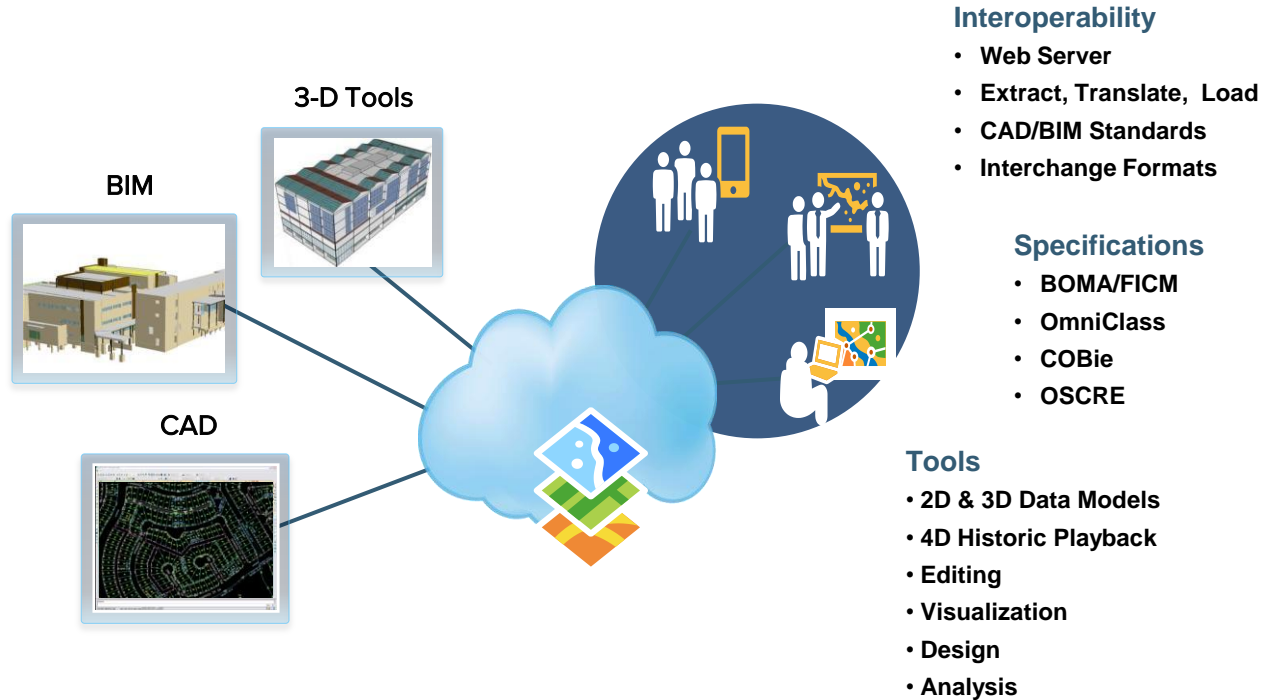 3-D Tools
BIM
CAD
Interoperability
• Web Server
• Extract, Translate, Load
• CAD/BIM Standards
• Interchange Formats
Specifications
• BOMA/FICM
• OmniClass
• COBie
• OSCRE
Tools
• 2D & 3D Data Models
• 4D Historic Playback
• Editing
• Visualization
• Design
• Analysis